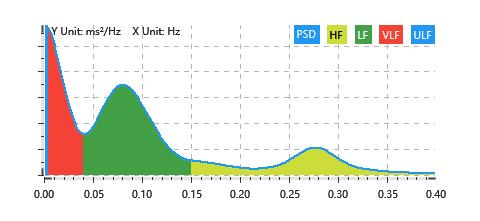 Y Unit: ms²/Hz X Unit: Hz
PSD HF LF VLF ULF
0.00 0.05 0.10 0.15 0.20 0.25 0.30 0.35 0.40